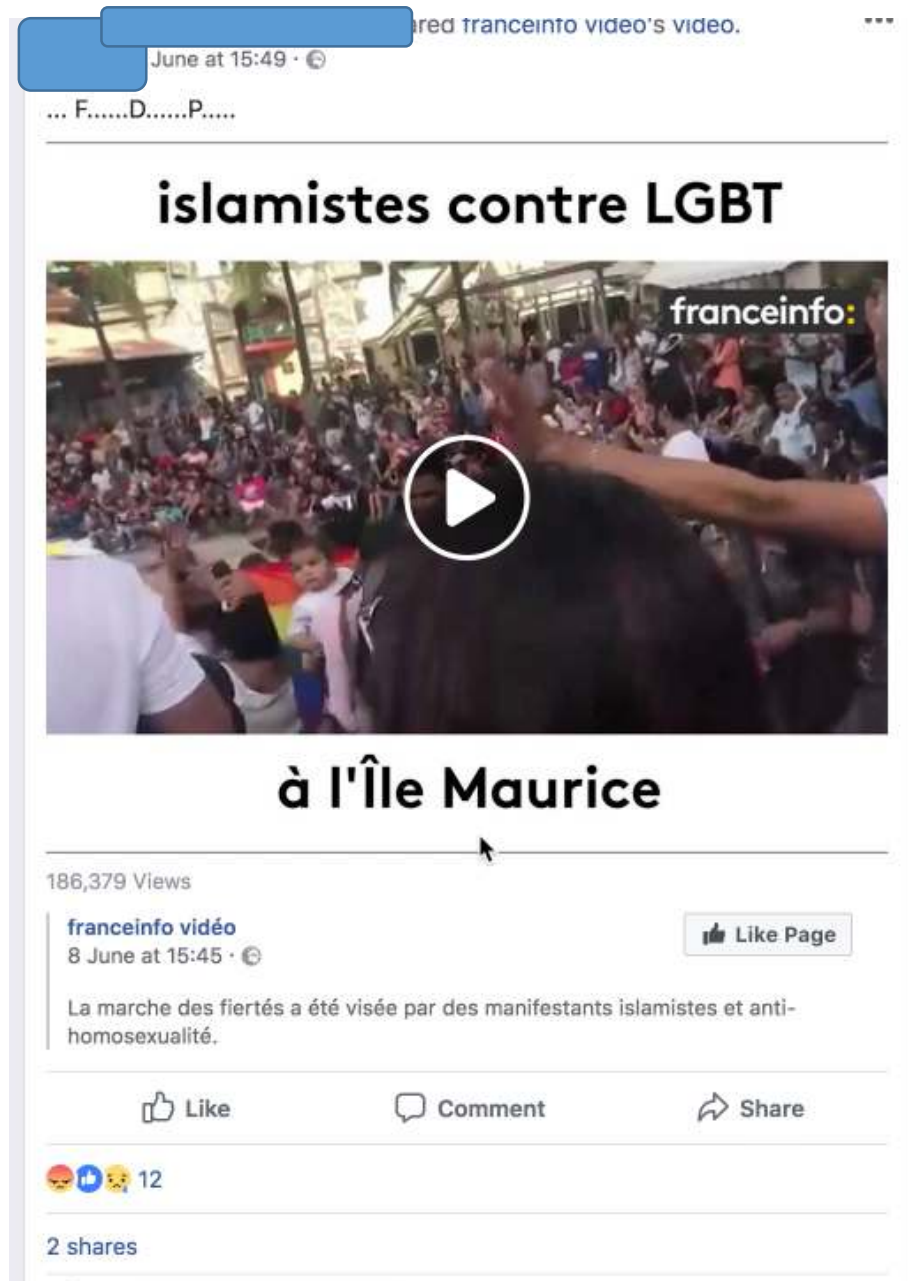 ared franceinfo vidéo's video.
June at 15:49 ·
... F......D......P.....
islamistes contre LGBT
franceinfo:
à l'Île Maurice
186,379 Views
franceinfo vidéo
Like Page
8 June at 15:45 ·
La marche des fiertés a été visée par des manifestants islamistes et anti-
homosexualité.
Like Comment Share
12
2 shares